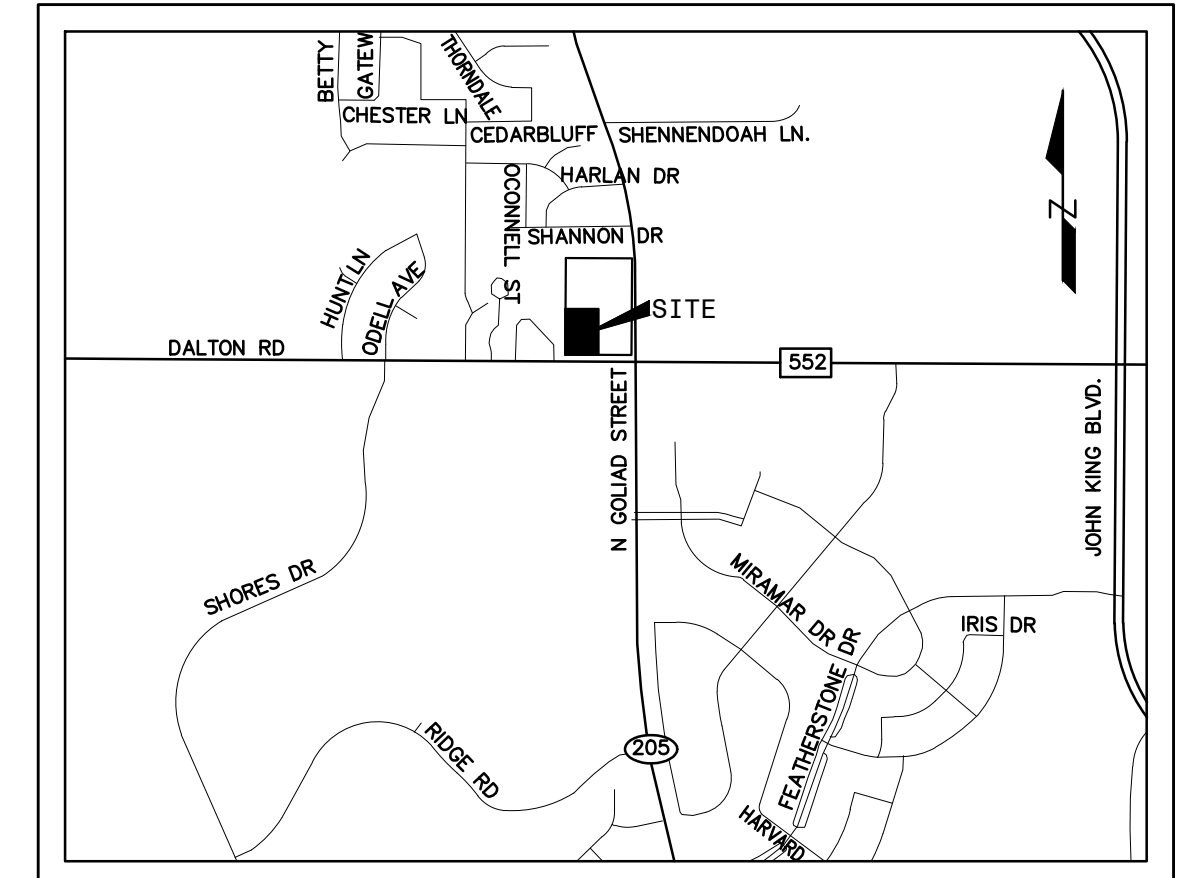 BETTY
GATEW
THORNDALE
CHESTER LN
CEDARBLUFF
SHENNENDOAH LN.
OCONNELL ST
HARLAN DR
SHANNON DR
N
HUNT LN
ODELL AVE
SITE
DALTON RD
552
N GOLIAD STREET
JOHN KING BLVD.
SHORES DR
MIRAMAR DR
IRIS DR
FEATHERSTONE DR
RIDGE RD
205
HARVARD